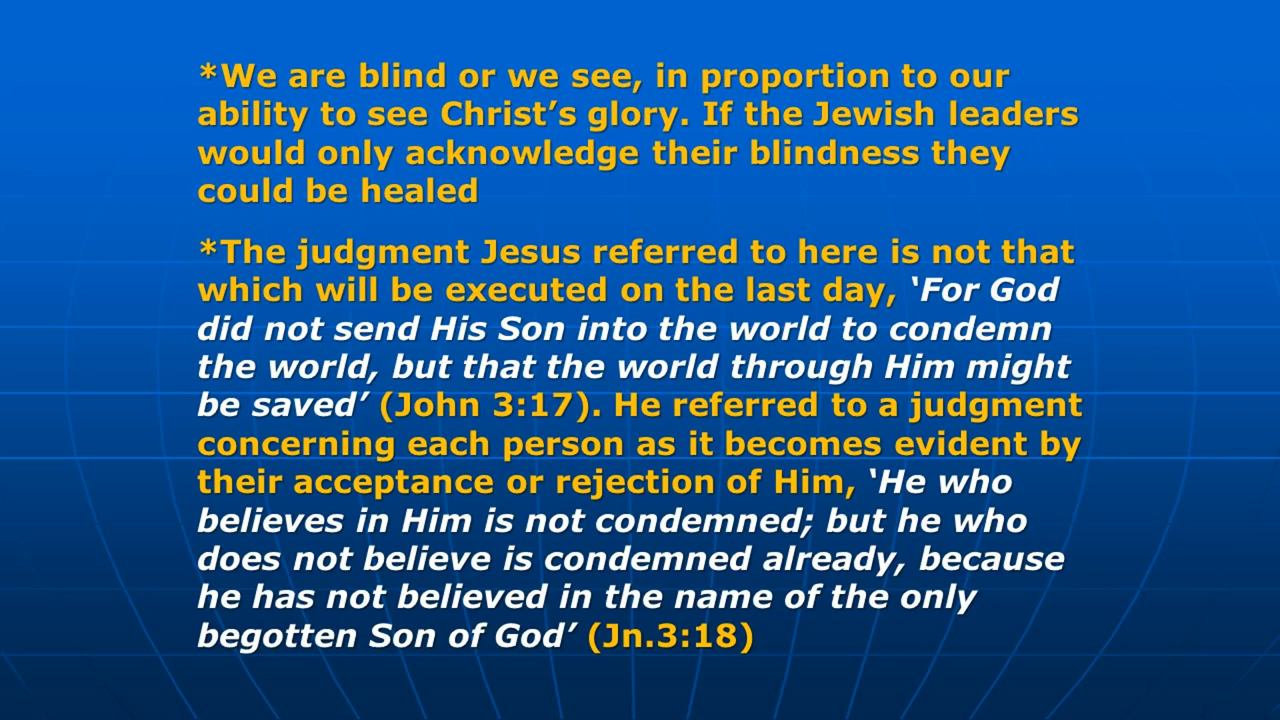 *We are blind or we see, in proportion to our
ability to see Christ’s glory. If the Jewish leaders
would only acknowledge their blindness they
could be healed
*The judgment Jesus referred to here is not that
which will be executed on the last day, ‘For God
did not send His Son into the world to condemn
the world, but that the world through Him might
be saved’ (John 3:17). He referred to a judgment
concerning each person as it becomes evident by
their acceptance or rejection of Him, ‘He who
believes in Him is not condemned; but he who
does not believe is condemned already, because
he has not believed in the name of the only
begotten Son of God’ (Jn.3:18)